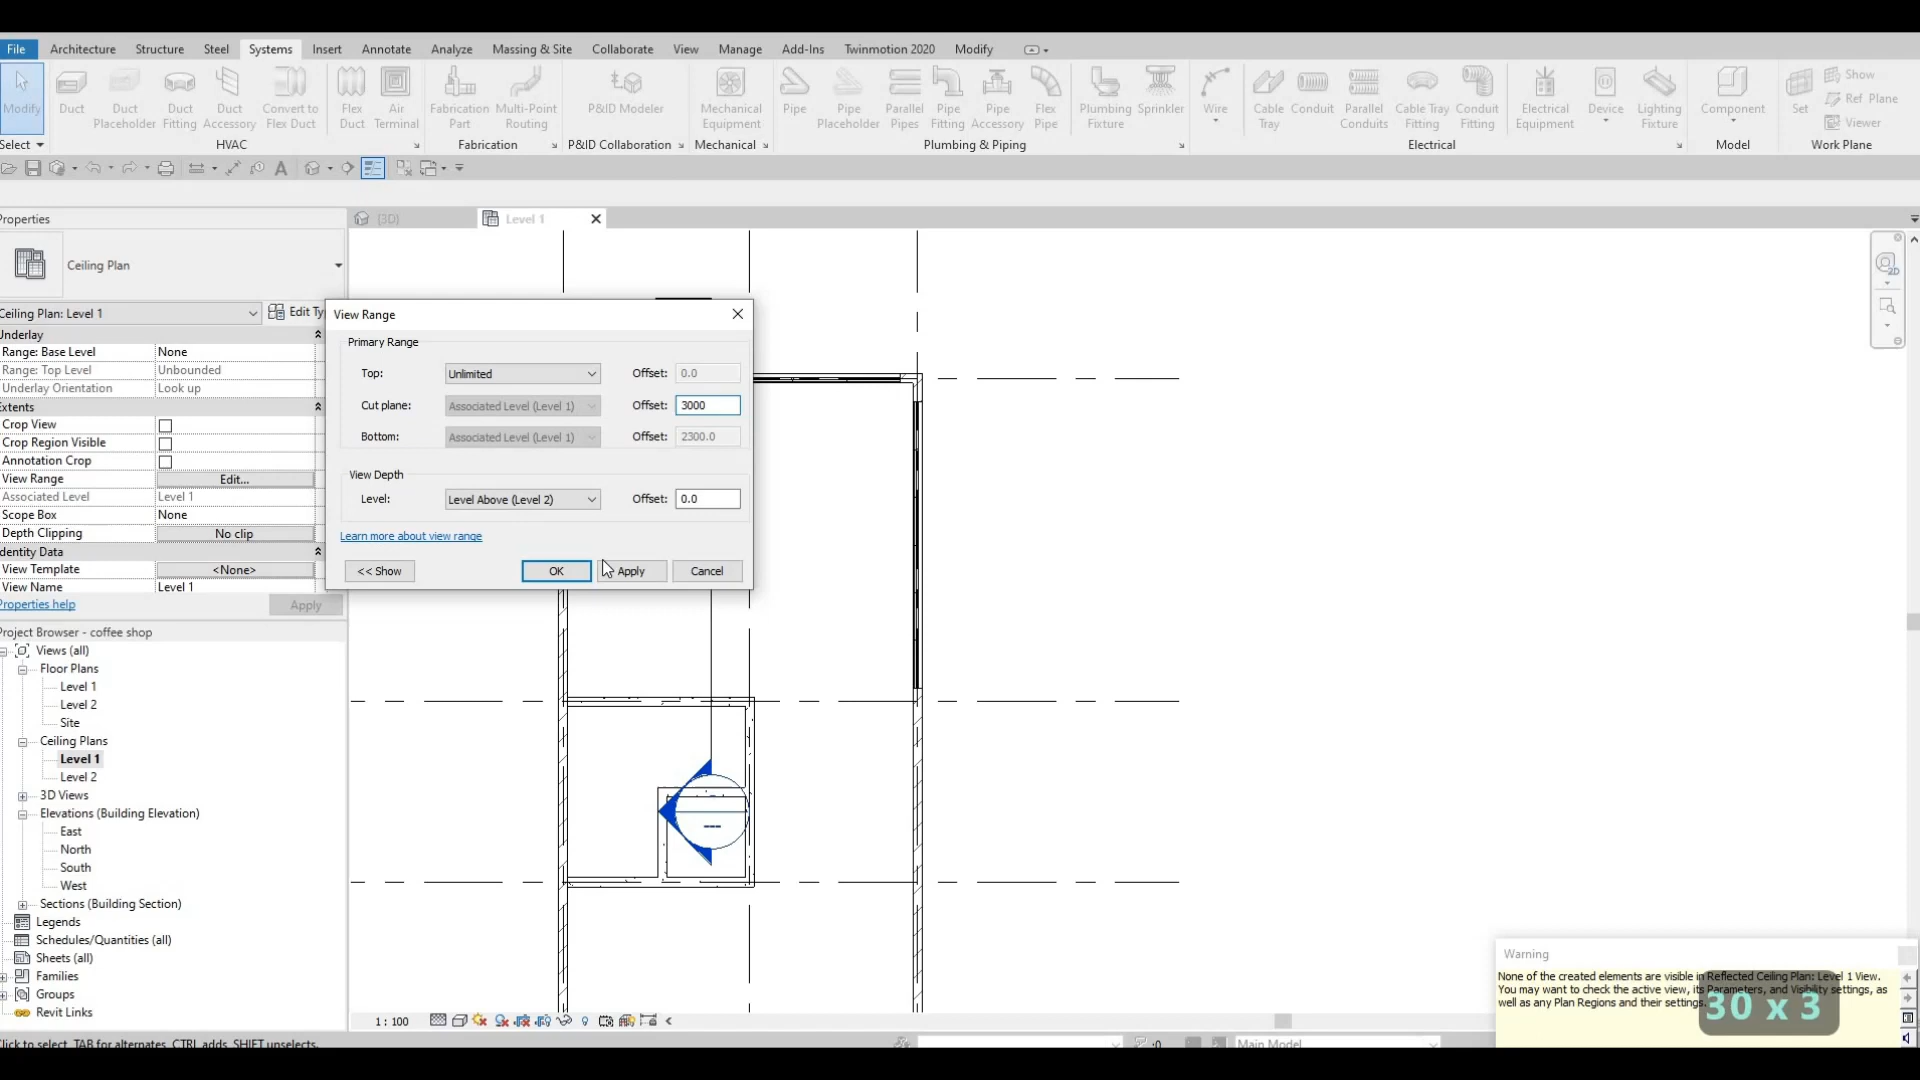 File Architecture Structure Steel Systems Insert Annotate Analyze Massing & Site Collaborate View Manage Add-Ins Twinmotion 2020 Modify
Modify Duct Duct Placeholder Duct Fitting Duct Accessory Convert to Flex Duct Flex Duct Air Terminal Fabrication Part Multi-Point Routing P&ID Modeler Mechanical Equipment Pipe Pipe Placeholder Parallel Pipes Pipe Fitting Pipe Accessory Flex Pipe Plumbing Fixture Sprinkler Wire Cable Tray Conduit Parallel Conduits Cable Tray Fitting Conduit Fitting Electrical Equipment Device Lighting Fixture Component Set Show
Ref Plane
Viewer
Select HVAC Fabrication P&ID Collaboration Mechanical Plumbing & Piping Electrical Model Work Plane
Properties
{3D} Level 1
Ceiling Plan
Ceiling Plan: Level 1 Edit Ty
Underlay
Range: Base Level None
Range: Top Level Unbounded
Underlay Orientation Look up
Extents
Crop View
Crop Region Visible
Annotation Crop
View Range Edit...
Associated Level Level 1
Scope Box None
Depth Clipping No clip
Identity Data
View Template <None>
View Name Level 1
Properties help Apply
View Range
Primary Range
Top: Unlimited Offset: 0.0
Cut plane: Associated Level (Level 1) Offset: 3000
Bottom: Associated Level (Level 1) Offset: 2300.0
View Depth
Level: Level Above (Level 2) Offset: 0.0
Learn more about view range
<< Show OK Apply Cancel
Project Browser - coffee shop
Views (all)
Floor Plans
Level 1
Level 2
Site
Ceiling Plans
Level 1
Level 2
3D Views
Elevations (Building Elevation)
East
North
South
West
Sections (Building Section)
Legends
Schedules/Quantities (all)
Sheets (all)
Families
Groups
Revit Links
2D
1 : 100
Warning
None of the created elements are visible in Reflected Ceiling Plan: Level 1 View.
You may want to check the active view, its Parameters, and Visibility settings, as
well as any Plan Regions and their settings.
30 x 3
Click to select, TAB for alternates, CTRL adds, SHIFT unselects. :0 Main Model